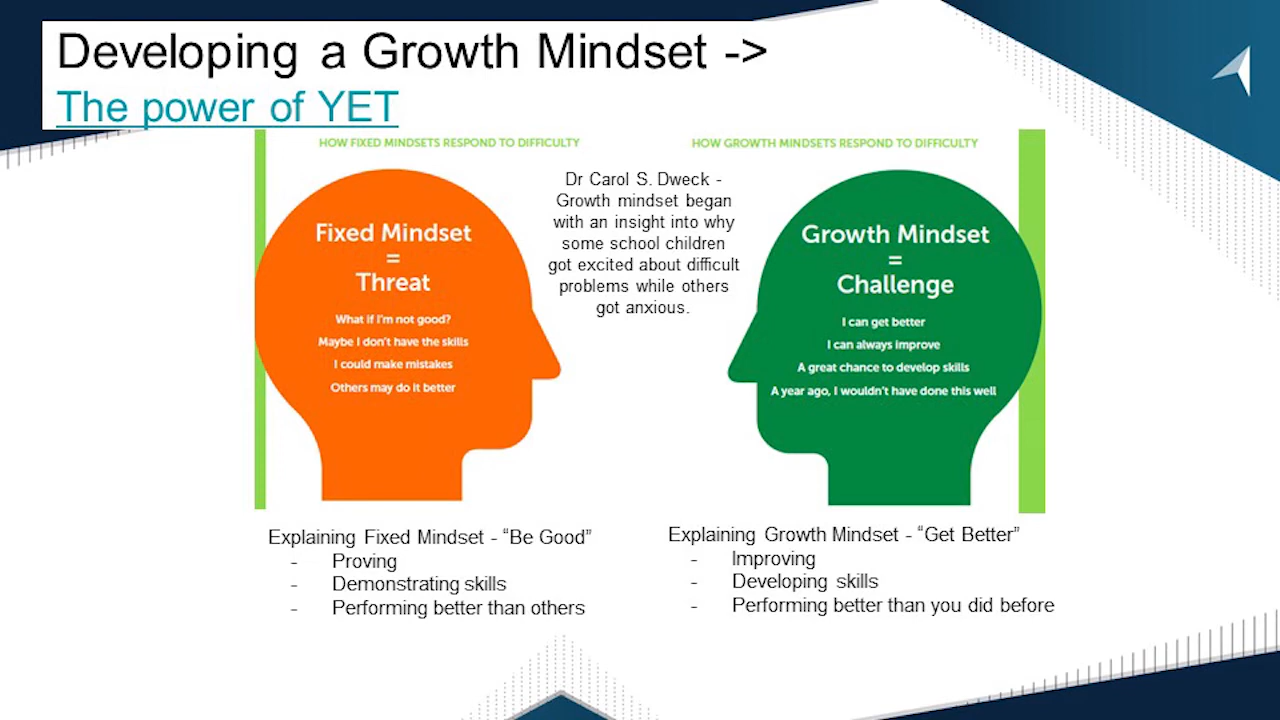 Developing a Growth Mindset ->
The power of YET
HOW FIXED MINDSETS RESPOND TO DIFFICULTY
Fixed Mindset
=
Threat
What if I'm not good?
Maybe I don't have the skills
I could make mistakes
Others may do it better
Dr Carol S. Dweck -
Growth mindset began
with an insight into why
some school children
got excited about difficult
problems while others
got anxious.
HOW GROWTH MINDSETS RESPOND TO DIFFICULTY
Growth Mindset
=
Challenge
I can get better
I can always improve
A great chance to develop skills
A year ago, I wouldn't have done this well
Explaining Fixed Mindset - “Be Good”
- Proving
- Demonstrating skills
- Performing better than others
Explaining Growth Mindset - “Get Better”
- Improving
- Developing skills
- Performing better than you did before